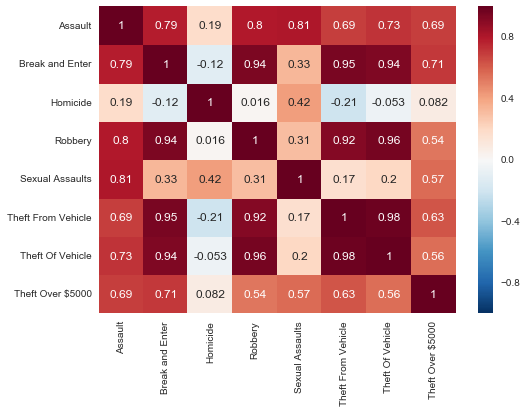 Assault 1 0.79 0.19 0.8 0.81 0.69 0.73 0.69
Break and Enter 0.79 1 -0.12 0.94 0.33 0.95 0.94 0.71
Homicide 0.19 -0.12 1 0.016 0.42 -0.21 -0.053 0.082
Robbery 0.8 0.94 0.016 1 0.31 0.92 0.96 0.54
Sexual Assaults 0.81 0.33 0.42 0.31 1 0.17 0.2 0.57
Theft From Vehicle 0.69 0.95 -0.21 0.92 0.17 1 0.98 0.63
Theft Of Vehicle 0.73 0.94 -0.053 0.96 0.2 0.98 1 0.56
Theft Over $5000 0.69 0.71 0.082 0.54 0.57 0.63 0.56 1
Assault
Break and Enter
Homicide
Robbery
Sexual Assaults
Theft From Vehicle
Theft Of Vehicle
Theft Over $5000
0.8
0.4
0.0
-0.4
-0.8